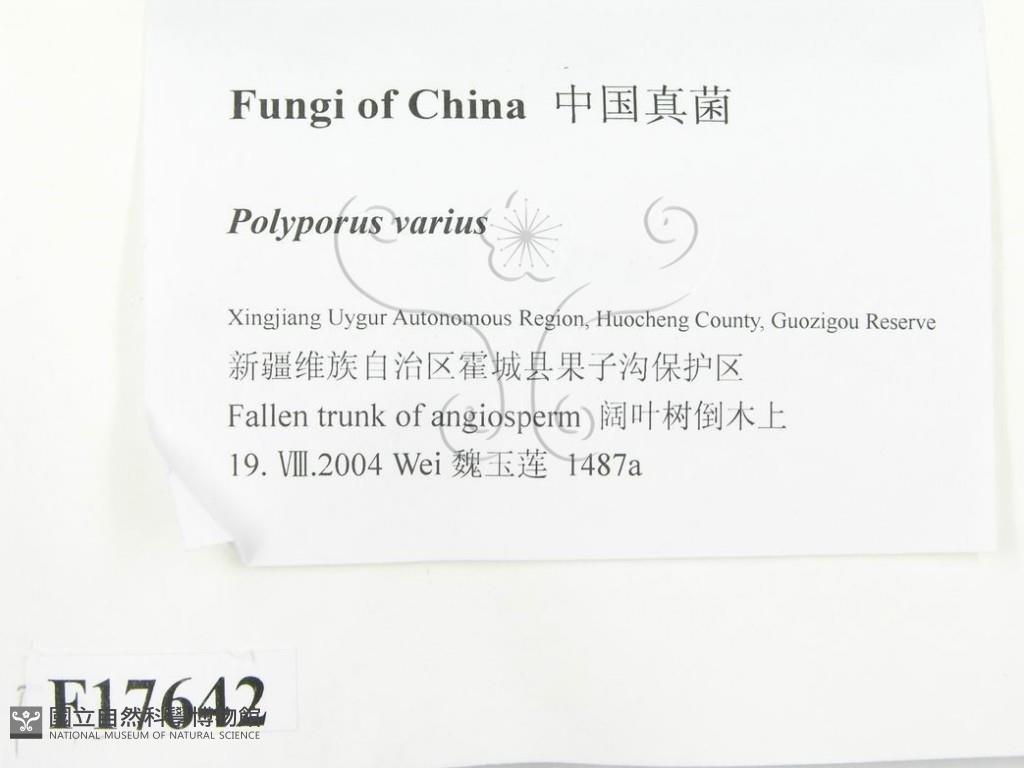 Fungi of China 中国真菌
Polyporus varius
Xingjiang Uygur Autonomous Region, Huocheng County, Guozigou Reserve
新疆维族自治区霍城县果子沟保护区
Fallen trunk of angiosperm 阔叶树倒木上
19. Ⅷ.2004 Wei 魏玉莲 1487a
F17642
國立自然科學博物館
NATIONAL MUSEUM OF NATURAL SCIENCE